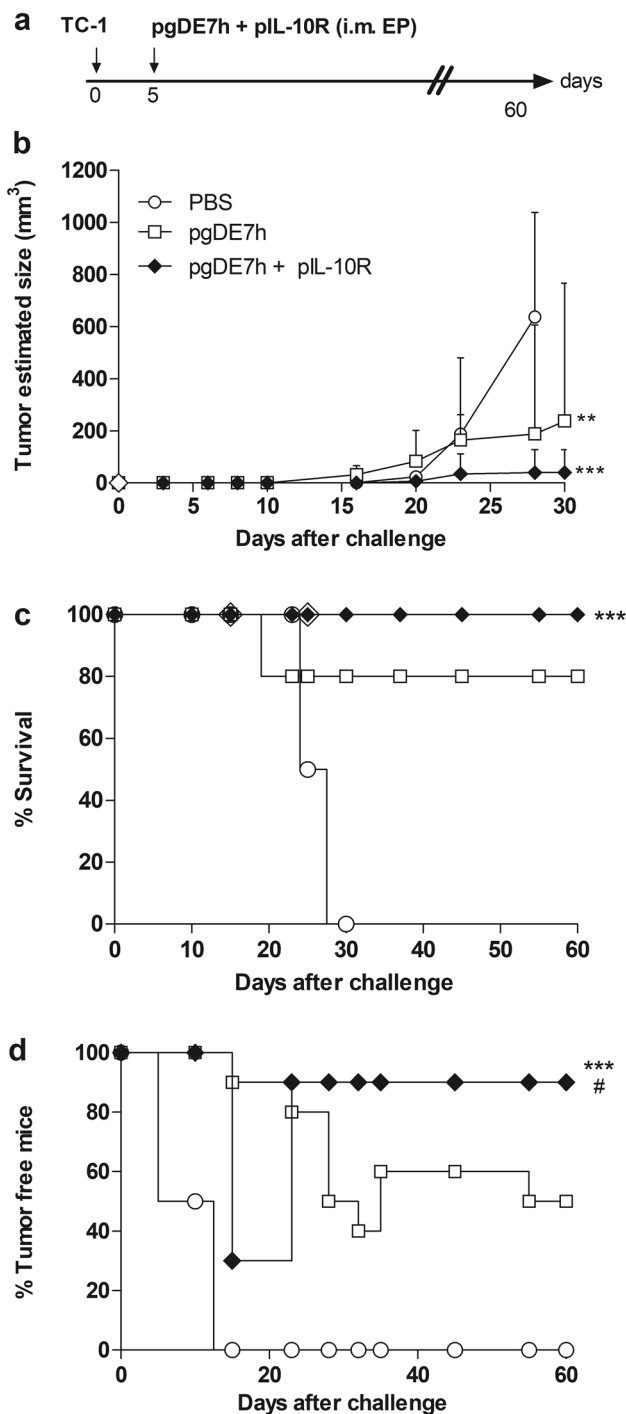 a
TC-1 pgDE7h + pIL-10R (i.m. EP)
0 5 60 days
b
Tumor estimated size (mm³)
1200
1000
800
600
400
200
0
PBS
pgDE7h
pgDE7h + pIL-10R
**
***
0 5 10 15 20 25 30
Days after challenge
c
% Survival
100
80
60
40
20
0
***
0 10 20 30 40 50 60
Days after challenge
d
% Tumor free mice
100
80
60
40
20
0
***
#
0 20 40 60
Days after challenge